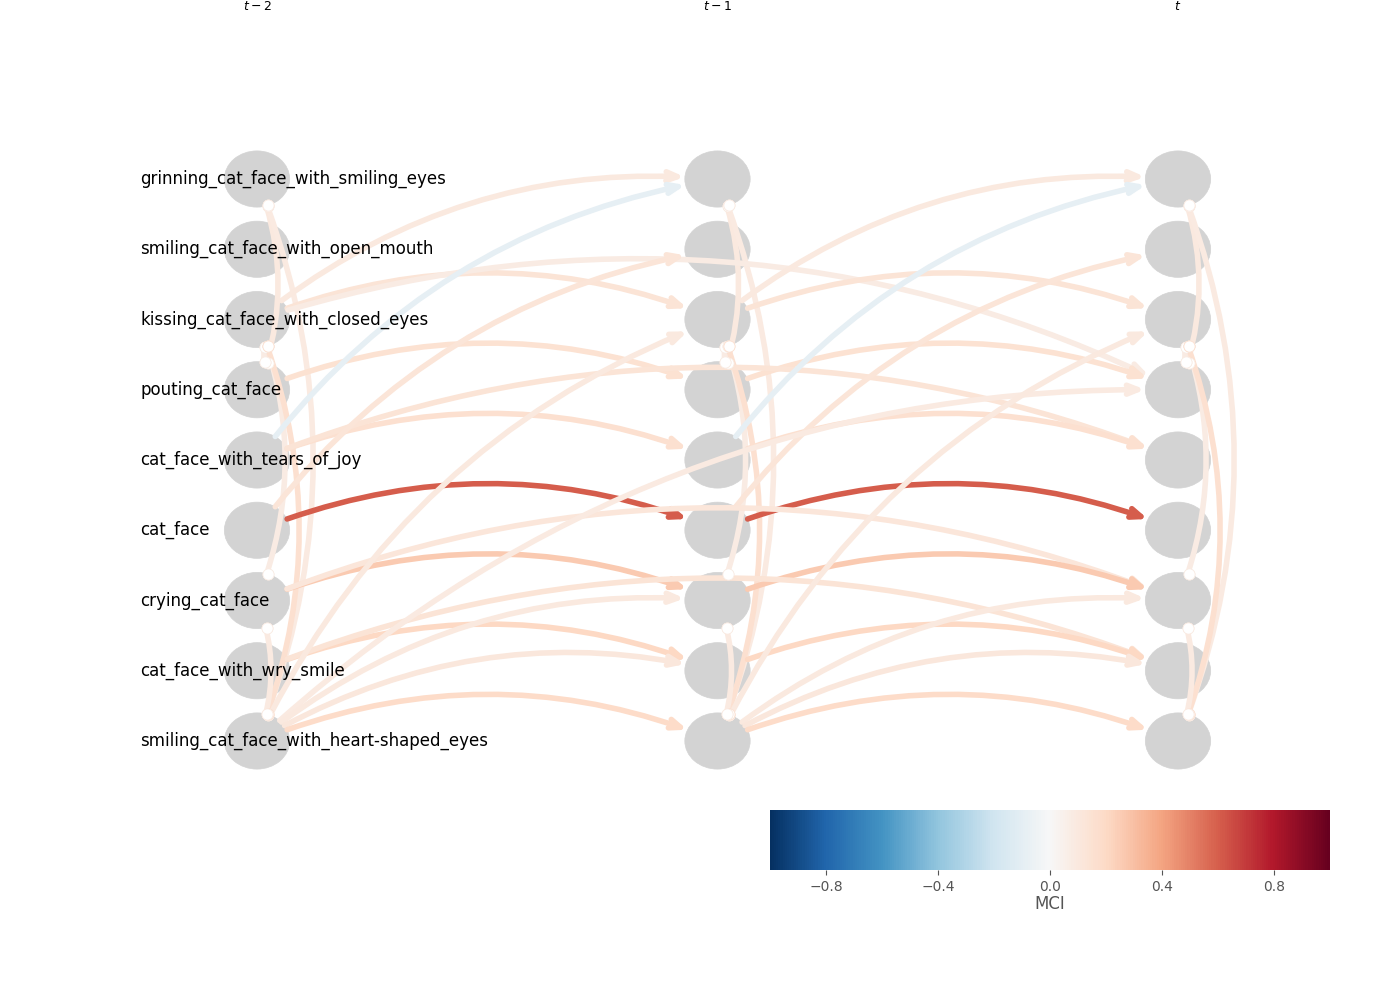 t − 2 t − 1 t
grinning_cat_face_with_smiling_eyes
smiling_cat_face_with_open_mouth
kissing_cat_face_with_closed_eyes
pouting_cat_face
cat_face_with_tears_of_joy
cat_face
crying_cat_face
cat_face_with_wry_smile
smiling_cat_face_with_heart-shaped_eyes
−0.8 −0.4 0.0 0.4 0.8
MCI